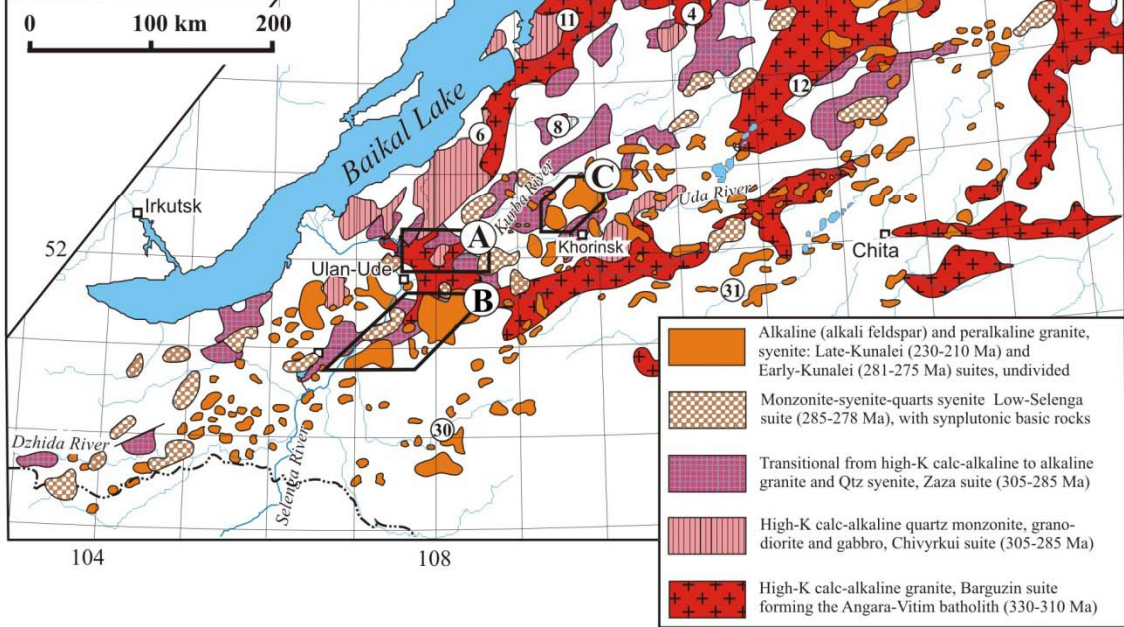 0 100 km 200
11
4
12
6
8
Baikal Lake
Kurba River
C
Uda River
Irkutsk
52
A
Khorinsk
Chita
Ulan-Ude
B
31
30
Dzhida River
Selenga River
104
108
Alkaline (alkali feldspar) and peralkaline granite,
syenite: Late-Kunalei (230-210 Ma) and
Early-Kunalei (281-275 Ma) suites, undivided
Monzonite-syenite-quarts syenite Low-Selenga
suite (285-278 Ma), with synplutonic basic rocks
Transitional from high-K calc-alkaline to alkaline
granite and Qtz syenite, Zaza suite (305-285 Ma)
High-K calc-alkaline quartz monzonite, grano-
diorite and gabbro, Chivyrkui suite (305-285 Ma)
High-K calc-alkaline granite, Barguzin suite
forming the Angara-Vitim batholith (330-310 Ma)